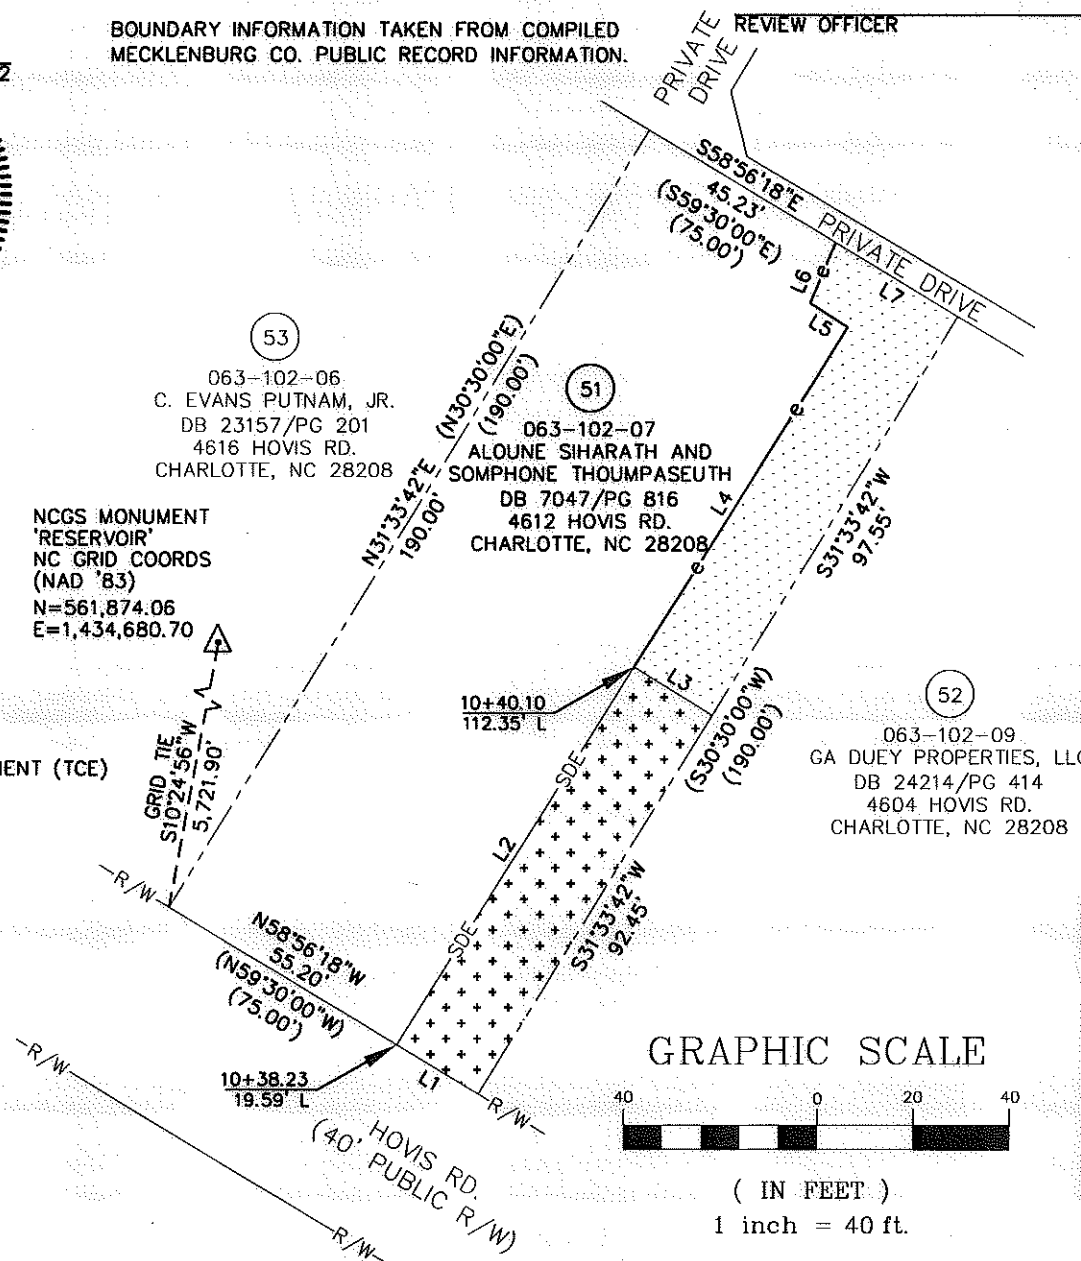 BOUNDARY INFORMATION TAKEN FROM COMPILED
MECKLENBURG CO. PUBLIC RECORD INFORMATION.
REVIEW OFFICER
2
PRIVATE
DRIVE
S58°56'18"E
45.23'
(S59°30'00"E)
(75.00')
PRIVATE DRIVE
L6
e
L7
L5
53
063-102-06
C. EVANS PUTNAM, JR.
DB 23157/PG 201
4616 HOVIS RD.
CHARLOTTE, NC 28208
(N30°30'00"E)
(190.00')
N31°33'42"E
190.00'
51
063-102-07
ALOUNE SIHARATH AND
SOMPHONE THOUMPASEUTH
DB 7047/PG 816
4612 HOVIS RD.
CHARLOTTE, NC 28208
e
L4
e
S31°33'42"W
97.55'
NCGS MONUMENT
'RESERVOIR'
NC GRID COORDS
(NAD '83)
N=561,874.06
E=1,434,680.70
GRID TIE
S10°24'56"W
5,721.90'
MENT (TCE)
10+40.10
112.35' L
L3
(S30°30'00"W)
(190.00')
52
063-102-09
GA DUEY PROPERTIES, LLC
DB 24214/PG 414
4604 HOVIS RD.
CHARLOTTE, NC 28208
SDE
L2
SDE
S31°33'42"W
92.45'
R/W
N58°56'18"W
55.20'
(N59°30'00"W)
(75.00')
10+38.23
19.59' L
L1
R/W
R/W
HOVIS RD.
(40' PUBLIC R/W)
R/W
GRAPHIC SCALE
40 0 20 40
( IN FEET )
1 inch = 40 ft.